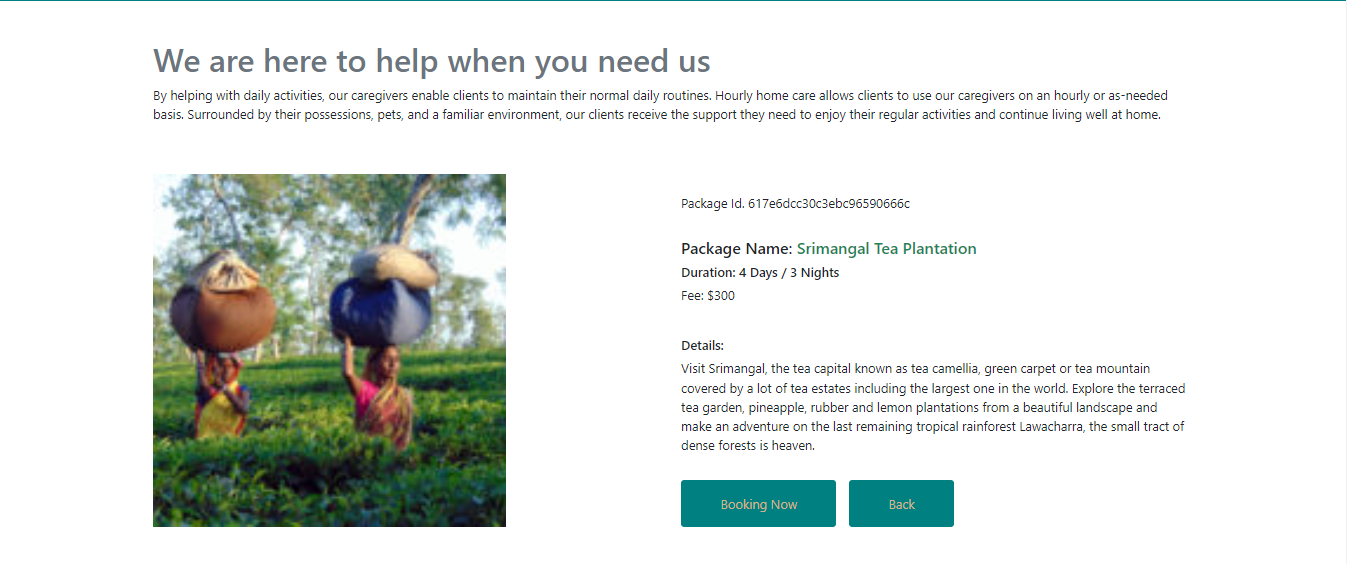 We are here to help when you need us
By helping with daily activities, our caregivers enable clients to maintain their normal daily routines. Hourly home care allows clients to use our caregivers on an hourly or as-needed
basis. Surrounded by their possessions, pets, and a familiar environment, our clients receive the support they need to enjoy their regular activities and continue living well at home.
Package Id. 617e6dcc30c3ebc96590666c
Package Name: Srimangal Tea Plantation
Duration: 4 Days / 3 Nights
Fee: $300
Details:
Visit Srimangal, the tea capital known as tea camellia, green carpet or tea mountain
covered by a lot of tea estates including the largest one in the world. Explore the terraced
tea garden, pineapple, rubber and lemon plantations from a beautiful landscape and
make an adventure on the last remaining tropical rainforest Lawacharra, the small tract of
dense forests is heaven.
Booking Now
Back